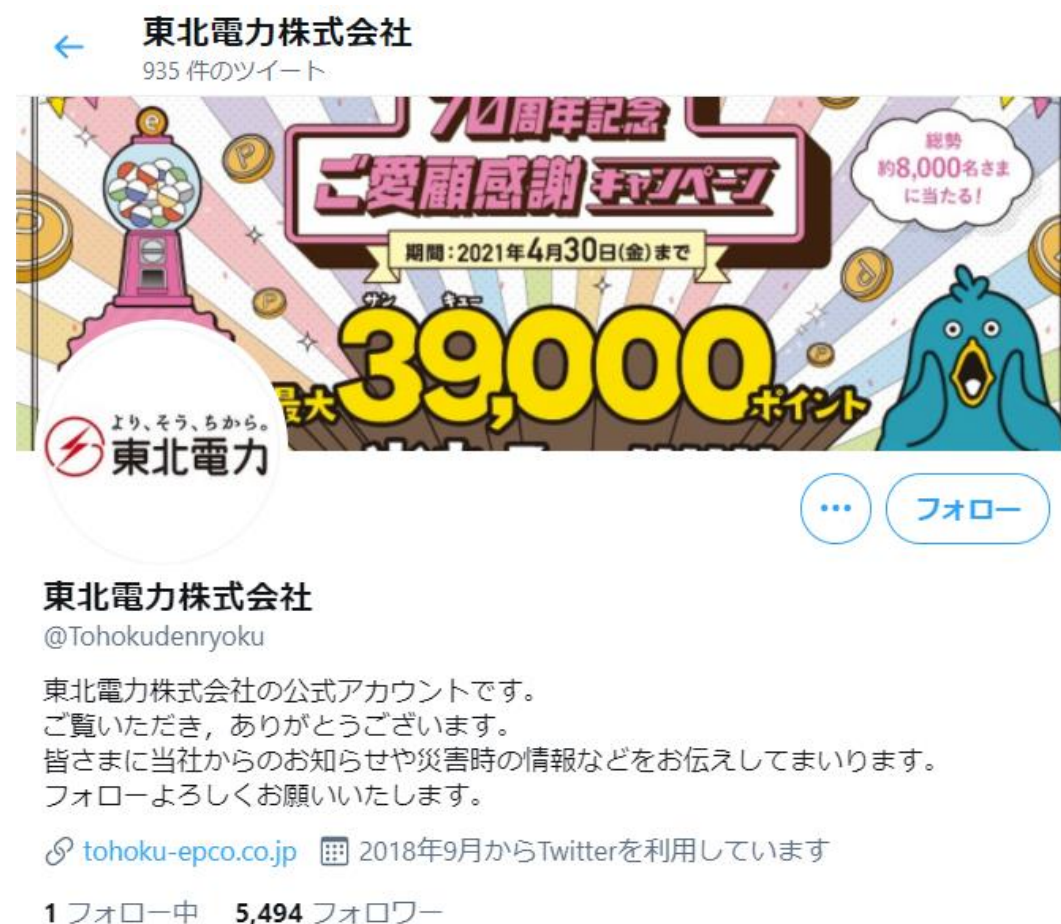 東北電力株式会社
935 件のツイート
70周年記念
ご愛顧感謝キャンペーン
総勢
約8,000名さま
に当たる!
期間:2021年4月30日(金)まで
サン キュー
最大39,000ポイント
より、そう、ちから。
東北電力
フォロー
東北電力株式会社
@Tohokudenryoku
東北電力株式会社の公式アカウントです。
ご覧いただき，ありがとうございます。
皆さまに当社からのお知らせや災害時の情報などをお伝えしてまいります。
フォローよろしくお願いいたします。
tohoku-epco.co.jp 2018年9月からTwitterを利用しています
1 フォロー中 5,494 フォロワー